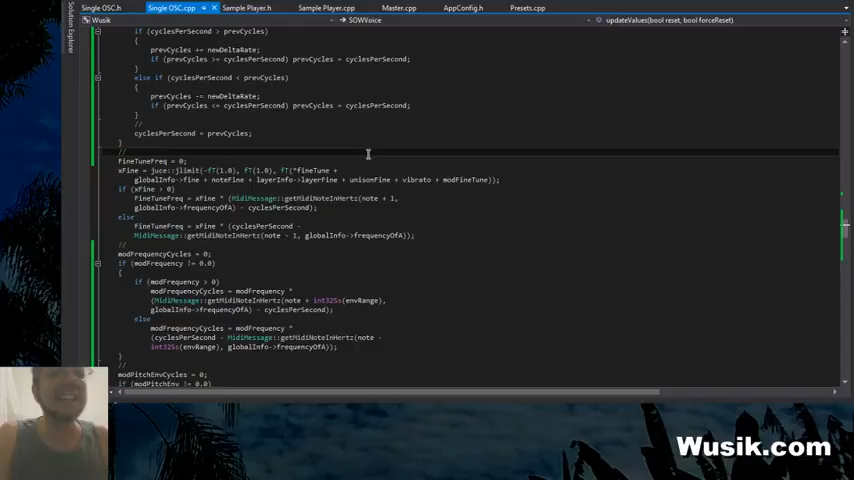 Single OSC.h
Single OSC.cpp
Sample Player.h
Sample Player.cpp
Master.cpp
AppConfig.h
Presets.cpp
Solution Explorer
Wusik
SOWVoice
updateValues(bool reset, bool forceReset)
if (cyclesPerSecond > prevCycles)
{
prevCycles += newDeltaRate;
if (prevCycles >= cyclesPerSecond) prevCycles = cyclesPerSecond;
}
else if (cyclesPerSecond < prevCycles)
{
prevCycles -= newDeltaRate;
if (prevCycles <= cyclesPerSecond) prevCycles = cyclesPerSecond;
}
//
cyclesPerSecond = prevCycles;
}
//
fineTuneFreq = 0;
xFine = juce::jlimit(-fT(1.0), fT(1.0), fT(*fineTune +
globalInfo->fine + noteFine + layerInfo->layerFine + unisonFine + vibrato + modFineTune));
if (xFine > 0)
fineTuneFreq = xFine * (MidiMessage::getMidiNoteInHertz(note + 1,
globalInfo->frequencyOfA) - cyclesPerSecond);
else
fineTuneFreq = xFine * (cyclesPerSecond -
MidiMessage::getMidiNoteInHertz(note - 1, globalInfo->frequencyOfA));
//
modFrequencyCycles = 0;
if (modFrequency != 0.0)
{
if (modFrequency > 0)
modFrequencyCycles = modFrequency *
(MidiMessage::getMidiNoteInHertz(note + int32Ss(envRange),
globalInfo->frequencyOfA) - cyclesPerSecond);
else
modFrequencyCycles = modFrequency *
(cyclesPerSecond - MidiMessage::getMidiNoteInHertz(note -
int32Ss(envRange), globalInfo->frequencyOfA));
}
//
modPitchEnvCycles = 0;
if (modPitchEnv != 0.0)
Wusik.com